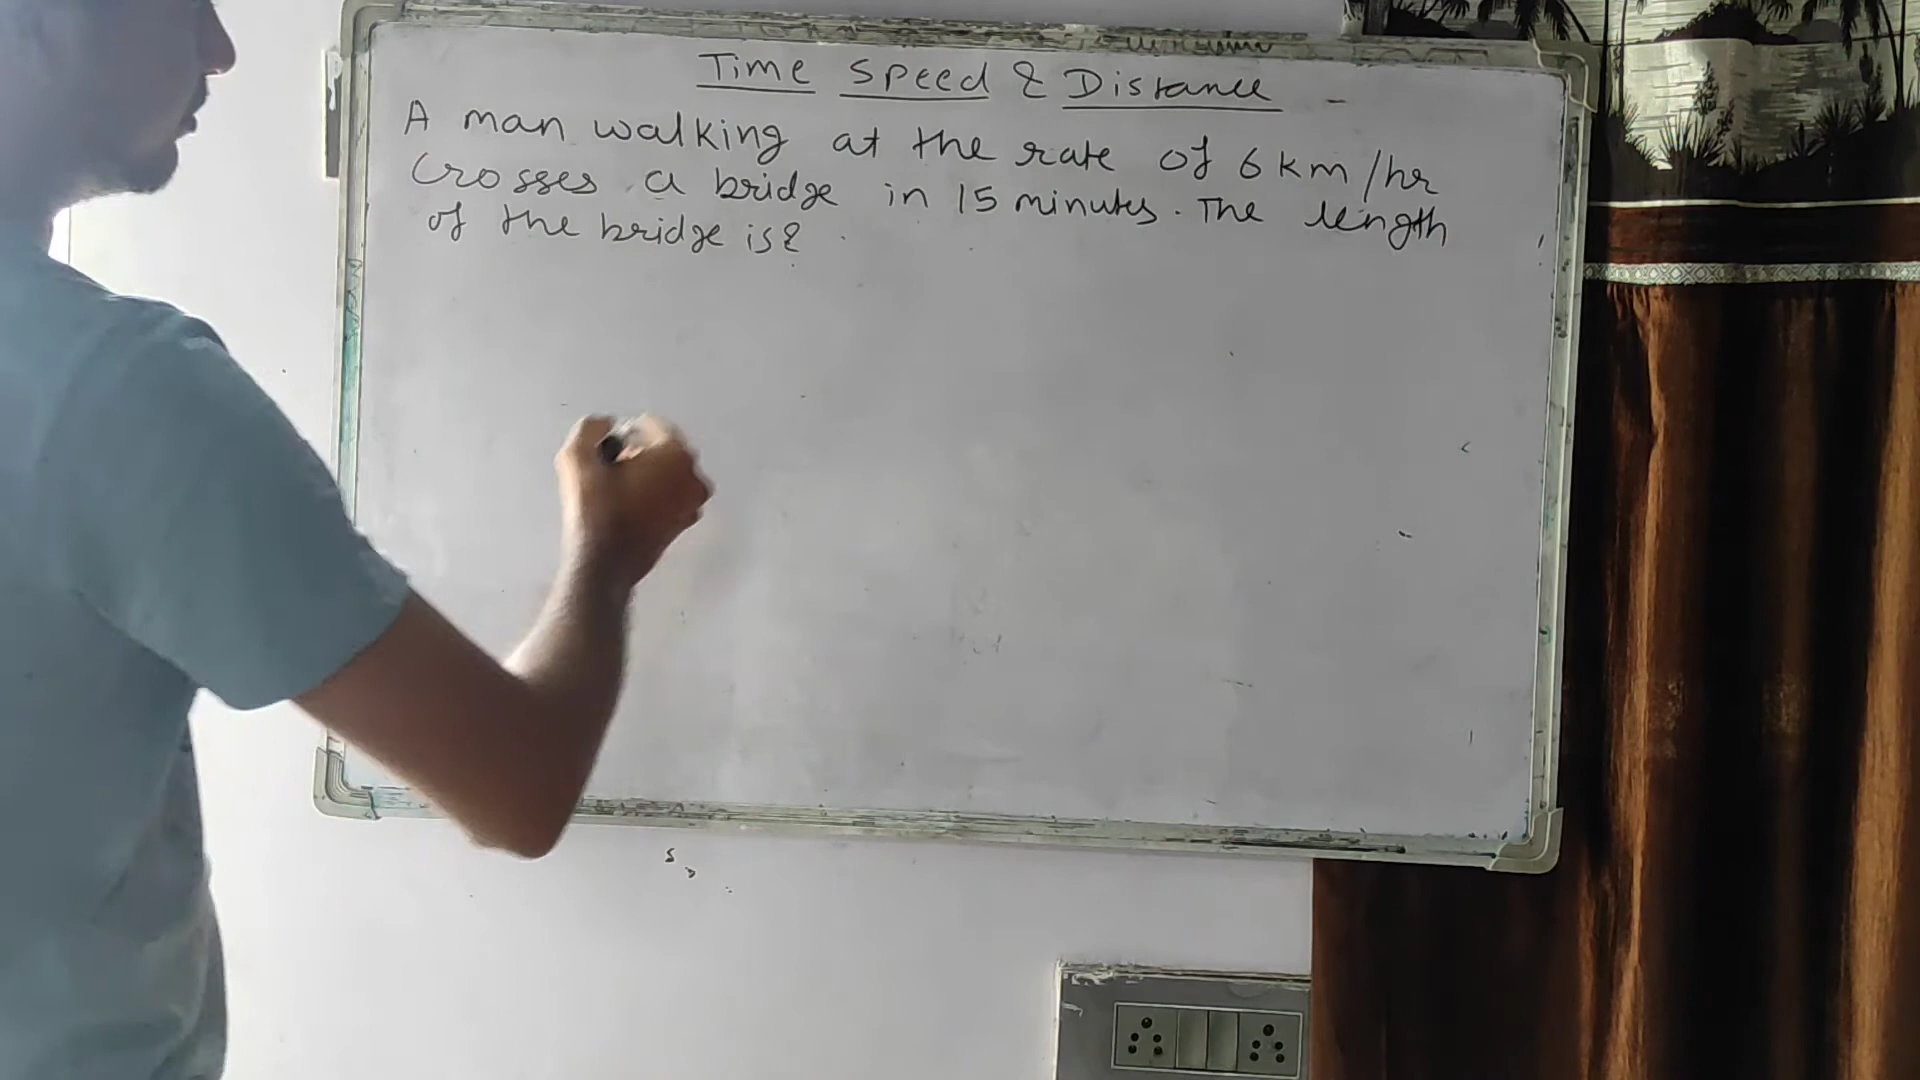 Time Speed & Distance -
A man walking at the rate of 6 km/hr
crosses a bridge in 15 minutes. The length
of the bridge is?